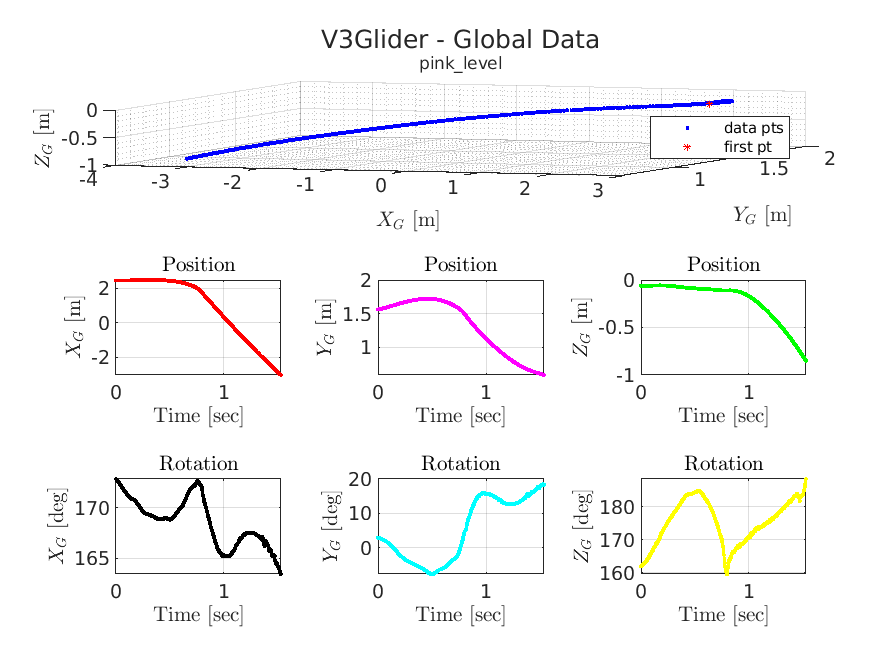 V3Glider - Global Data
pink_level
Z_G [m]
0
-0.5
-1
-4
-3
-2
-1
0
1
2
3
X_G [m]
1
1.5
2
Y_G [m]
data pts
first pt
Position
X_G [m]
2
0
-2
0
1
Time [sec]
Position
Y_G [m]
2
1.5
1
0
1
Time [sec]
Position
Z_G [m]
0
-0.5
-1
0
1
Time [sec]
Rotation
X_G [deg]
170
165
0
1
Time [sec]
Rotation
Y_G [deg]
20
10
0
0
1
Time [sec]
Rotation
Z_G [deg]
180
170
160
0
1
Time [sec]